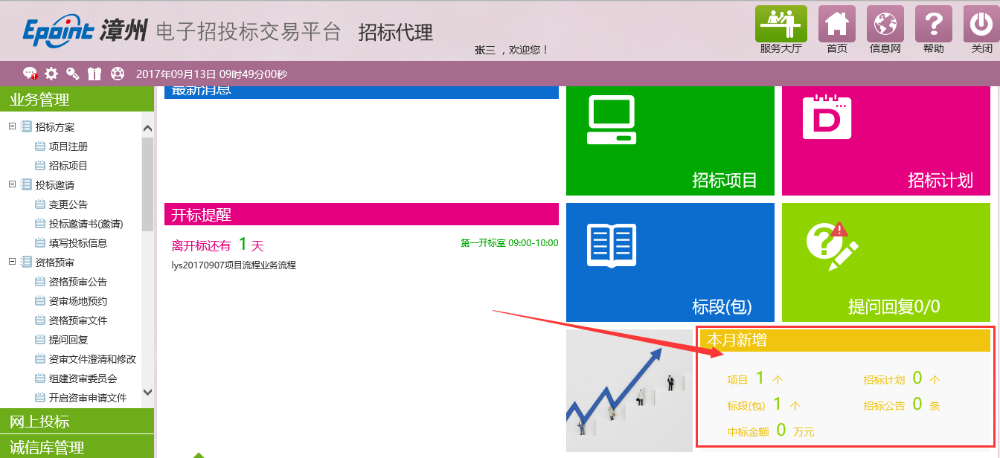 Epoint 漳州 电子招投标交易平台 招标代理
张三 ，欢迎您！
服务大厅 首页 信息网 帮助 关闭
2017年09月13日 09时49分00秒
业务管理
招标方案
项目注册
招标项目
投标邀请
变更公告
投标邀请书(邀请)
填写投标信息
资格预审
资格预审公告
资审场地预约
资格预审文件
提问回复
资审文件澄清和修改
组建资审委员会
开启资审申请文件
网上投标
诚信库管理
最新消息
开标提醒
离开标还有 1 天
第一开标室 09:00-10:00
lys20170907项目流程业务流程
招标项目
D
招标计划
标段(包)
提问回复0/0
本月新增
项目 1 个 招标计划 0 个
标段(包) 1 个 招标公告 0 条
中标金额 0 万元